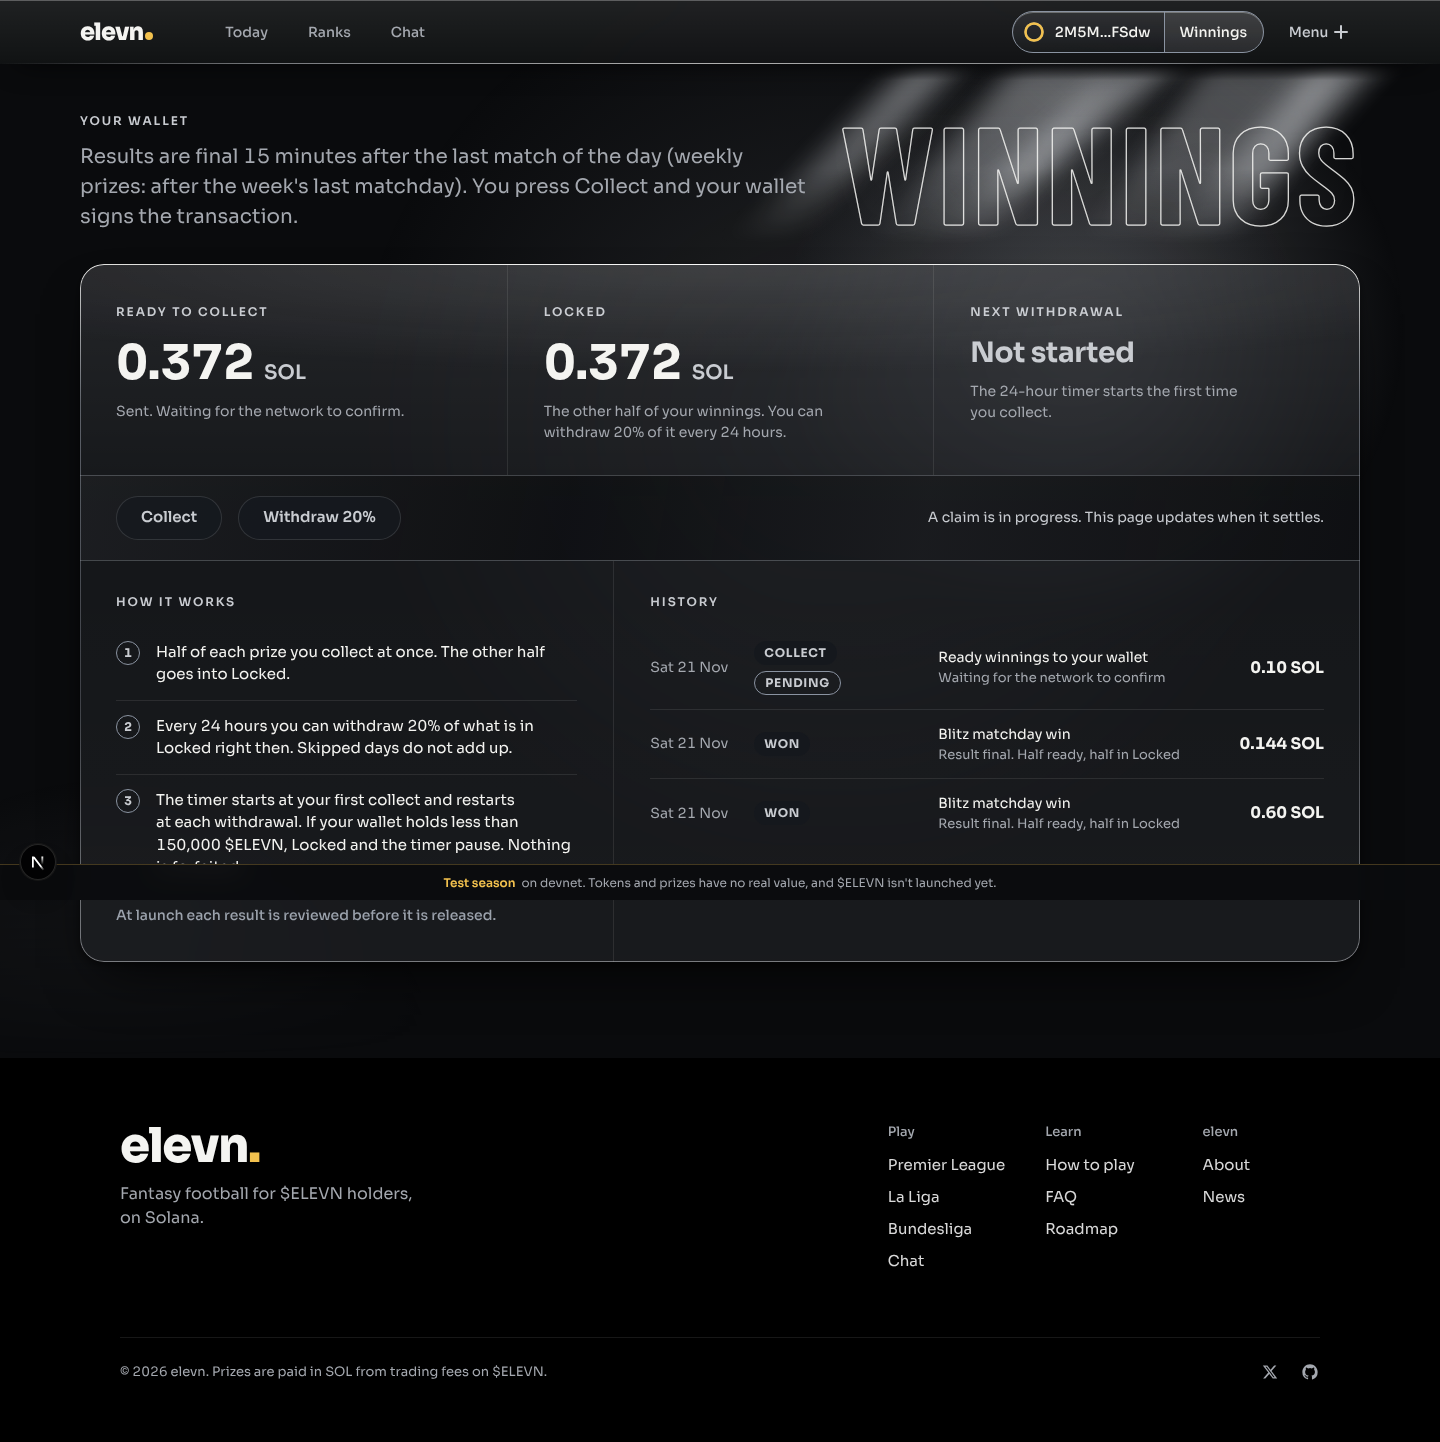 elevn.
Today
Ranks
Chat
2M5M...FSdw
Winnings
Menu
YOUR WALLET
Results are final 15 minutes after the last match of the day (weekly
prizes: after the week's last matchday). You press Collect and your wallet
signs the transaction.
WINNINGS
READY TO COLLECT
0.372 SOL
Sent. Waiting for the network to confirm.
LOCKED
0.372 SOL
The other half of your winnings. You can
withdraw 20% of it every 24 hours.
NEXT WITHDRAWAL
Not started
The 24-hour timer starts the first time
you collect.
Collect
Withdraw 20%
A claim is in progress. This page updates when it settles.
HOW IT WORKS
1
Half of each prize you collect at once. The other half
goes into Locked.
2
Every 24 hours you can withdraw 20% of what is in
Locked right then. Skipped days do not add up.
3
The timer starts at your first collect and restarts
at each withdrawal. If your wallet holds less than
150,000 $ELEVN, Locked and the timer pause. Nothing
At launch each result is reviewed before it is released.
HISTORY
Sat 21 Nov
COLLECT
PENDING
Ready winnings to your wallet
Waiting for the network to confirm
0.10 SOL
Sat 21 Nov
WON
Blitz matchday win
Result final. Half ready, half in Locked
0.144 SOL
Sat 21 Nov
WON
Blitz matchday win
Result final. Half ready, half in Locked
0.60 SOL
N
Test season on devnet. Tokens and prizes have no real value, and $ELEVN isn't launched yet.
elevn.
Fantasy football for $ELEVN holders,
on Solana.
Play
Premier League
La Liga
Bundesliga
Chat
Learn
How to play
FAQ
Roadmap
elevn
About
News
© 2026 elevn. Prizes are paid in SOL from trading fees on $ELEVN.